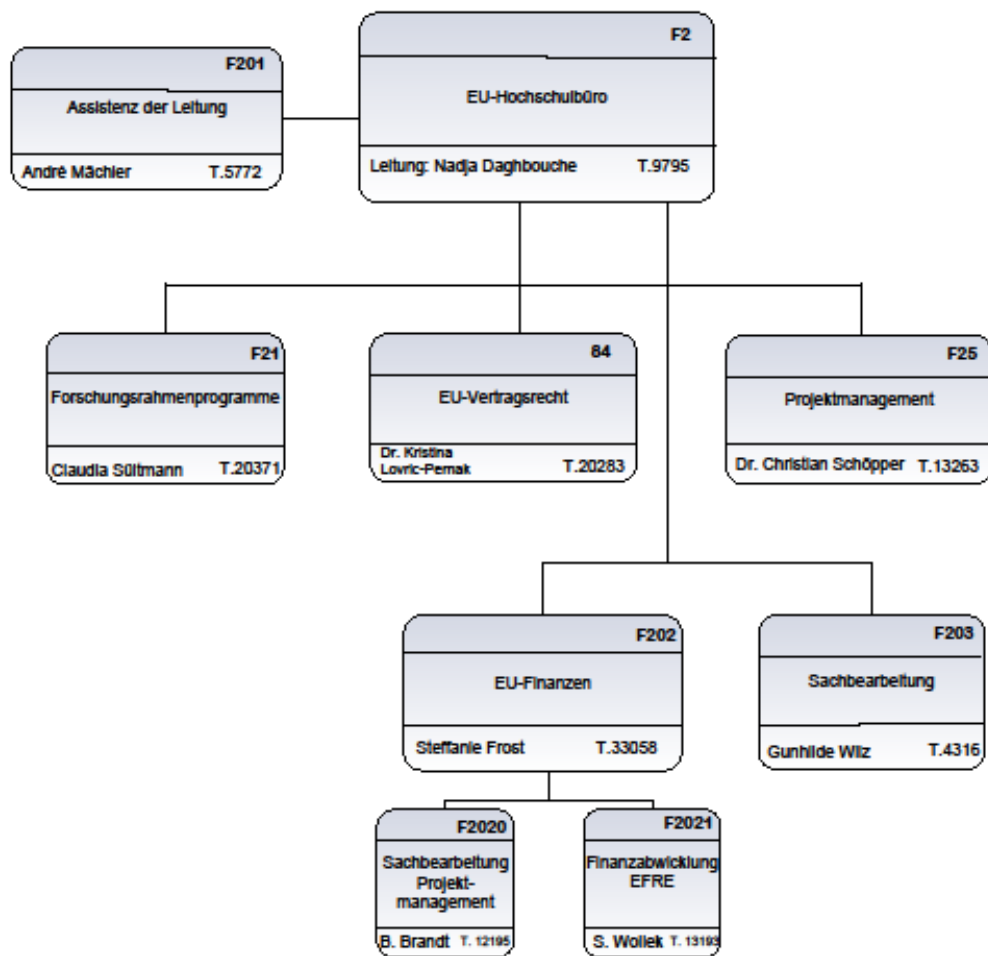 F2
EU-Hochschulbüro
Leitung: Nadja Daghbouche T.9795
F201
Assistenz der Leitung
André Mächler T.5772
F21
Forschungsrahmenprogramme
Claudia Sültmann T.20371
84
EU-Vertragsrecht
Dr. Kristina
Lovric-Pernak T.20283
F25
Projektmanagement
Dr. Christian Schöpper T.13263
F202
EU-Finanzen
Steffanie Frost T.33058
F203
Sachbearbeitung
Gunhilde Wilz T.4316
F2020
Sachbearbeitung
Projekt-
management
B. Brandt T. 12195
F2021
Finanzabwicklung
EFRE
S. Wollek T. 13193